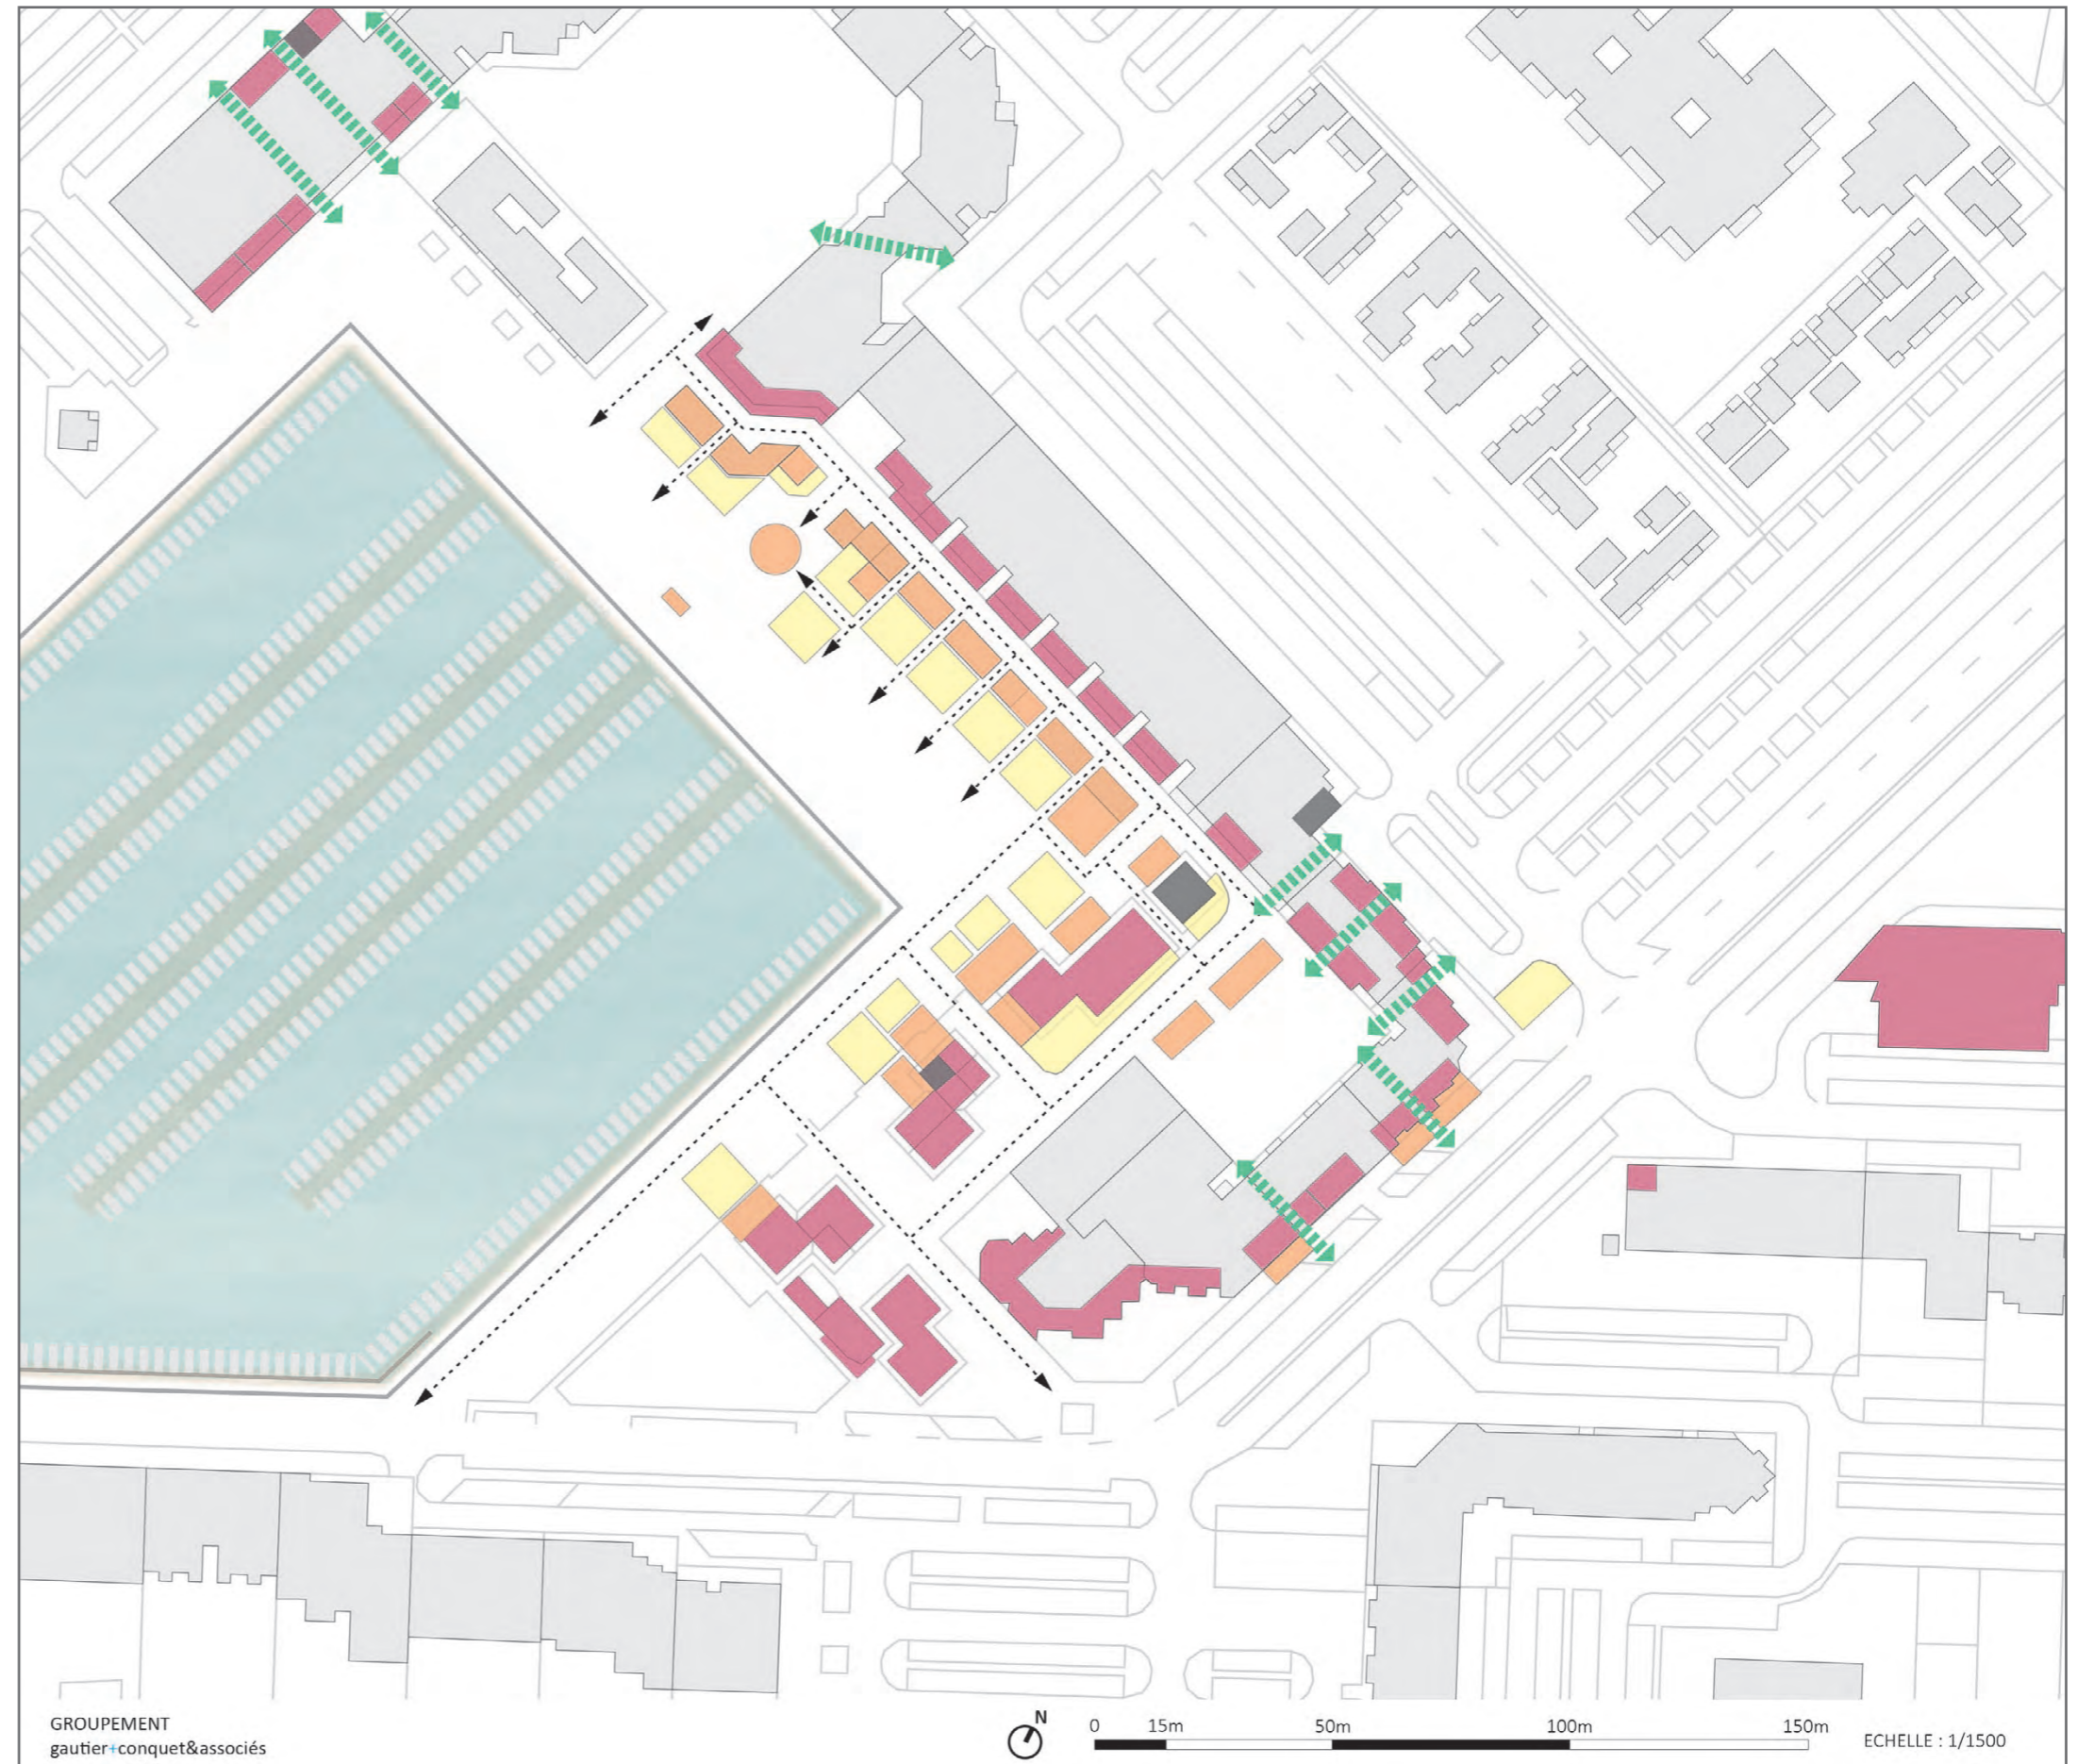 GROUPEMENT
gautier+conquet&associés
N
0 15m 50m 100m 150m
ECHELLE : 1/1500